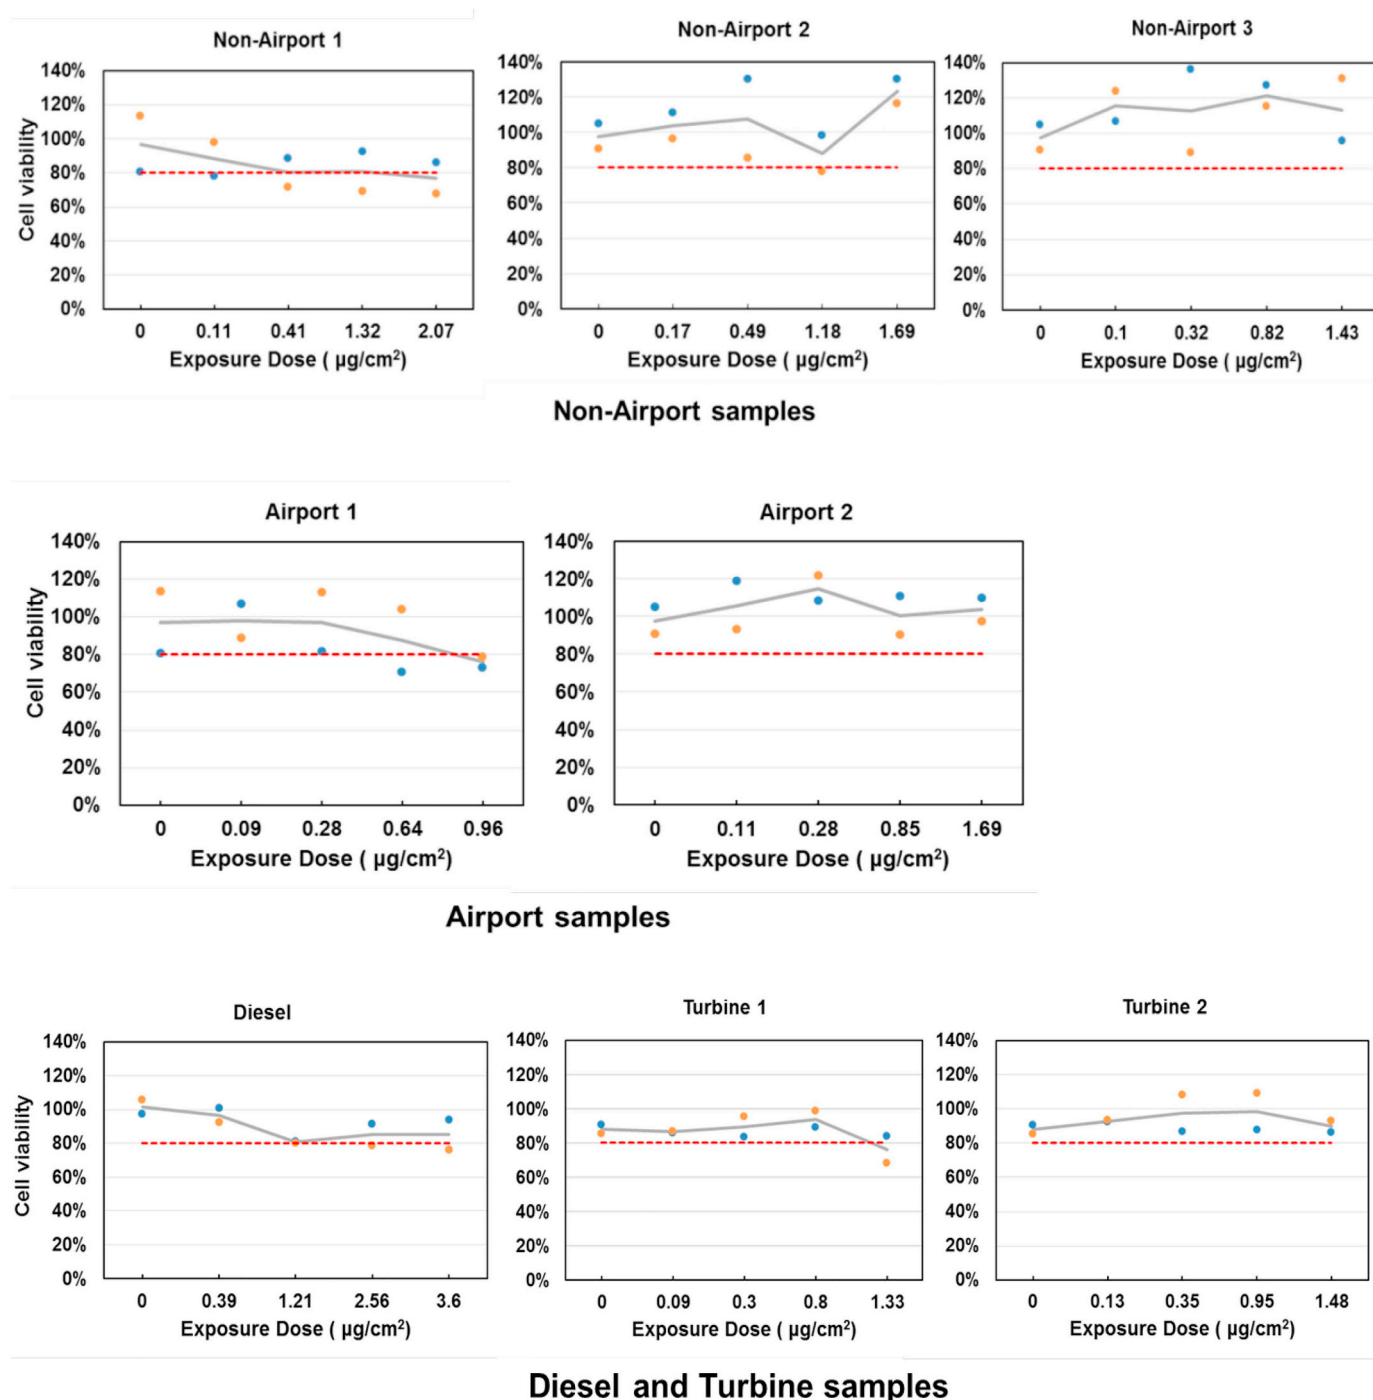 Non-Airport 1
Non-Airport 2
Non-Airport 3
Cell viability
140%
120%
100%
80%
60%
40%
20%
0%
0 0.11 0.41 1.32 2.07
Exposure Dose ( µg/cm²)
140%
120%
100%
80%
60%
40%
20%
0%
0 0.17 0.49 1.18 1.69
Exposure Dose ( µg/cm²)
140%
120%
100%
80%
60%
40%
20%
0%
0 0.1 0.32 0.82 1.43
Exposure Dose ( µg/cm²)
Non-Airport samples
Airport 1
Airport 2
Cell viability
140%
120%
100%
80%
60%
40%
20%
0%
0 0.09 0.28 0.64 0.96
Exposure Dose ( µg/cm²)
140%
120%
100%
80%
60%
40%
20%
0%
0 0.11 0.28 0.85 1.69
Exposure Dose ( µg/cm²)
Airport samples
Diesel
Turbine 1
Turbine 2
Cell viability
140%
120%
100%
80%
60%
40%
20%
0%
0 0.39 1.21 2.56 3.6
Exposure Dose ( µg/cm²)
140%
120%
100%
80%
60%
40%
20%
0%
0 0.09 0.3 0.8 1.33
Exposure Dose ( µg/cm²)
140%
120%
100%
80%
60%
40%
20%
0%
0 0.13 0.35 0.95 1.48
Exposure Dose ( µg/cm²)
Diesel and Turbine samples